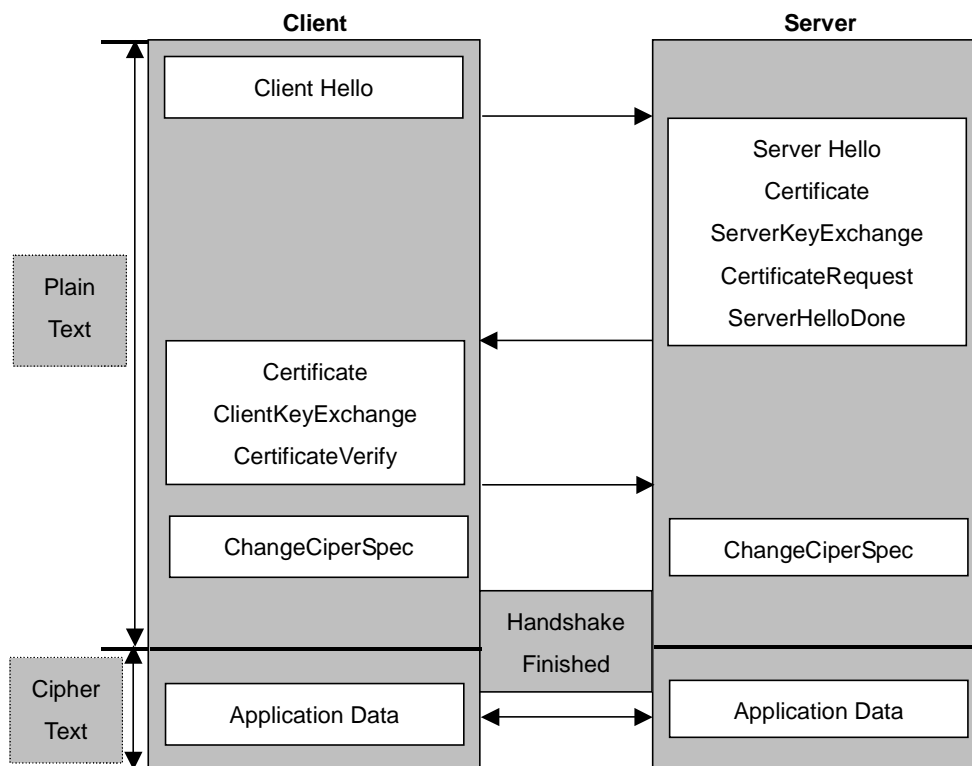 Client
Server
Client Hello
Server Hello
Certificate
ServerKeyExchange
CertificateRequest
ServerHelloDone
Plain
Text
Certificate
ClientKeyExchange
CertificateVerify
ChangeCiperSpec
ChangeCiperSpec
Handshake
Finished
Cipher
Text
Application Data
Application Data